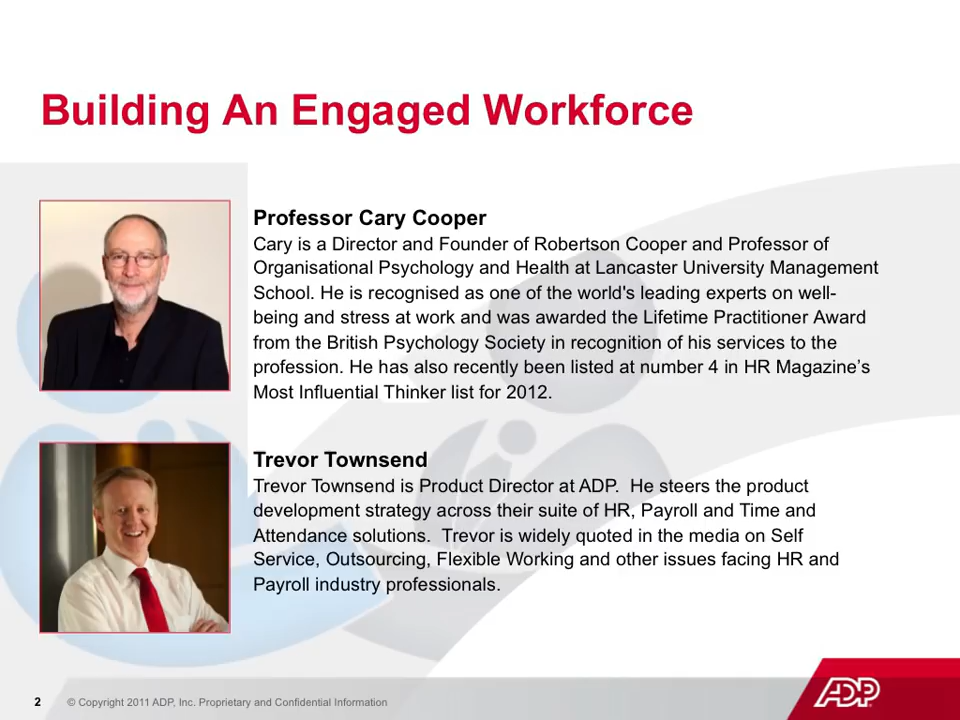 Building An Engaged Workforce
Professor Cary Cooper
Cary is a Director and Founder of Robertson Cooper and Professor of
Organisational Psychology and Health at Lancaster University Management
School. He is recognised as one of the world's leading experts on well-
being and stress at work and was awarded the Lifetime Practitioner Award
from the British Psychology Society in recognition of his services to the
profession. He has also recently been listed at number 4 in HR Magazine’s
Most Influential Thinker list for 2012.
Trevor Townsend
Trevor Townsend is Product Director at ADP.  He steers the product
development strategy across their suite of HR, Payroll and Time and
Attendance solutions.  Trevor is widely quoted in the media on Self
Service, Outsourcing, Flexible Working and other issues facing HR and
Payroll industry professionals.
2 © Copyright 2011 ADP, Inc. Proprietary and Confidential Information
ADP